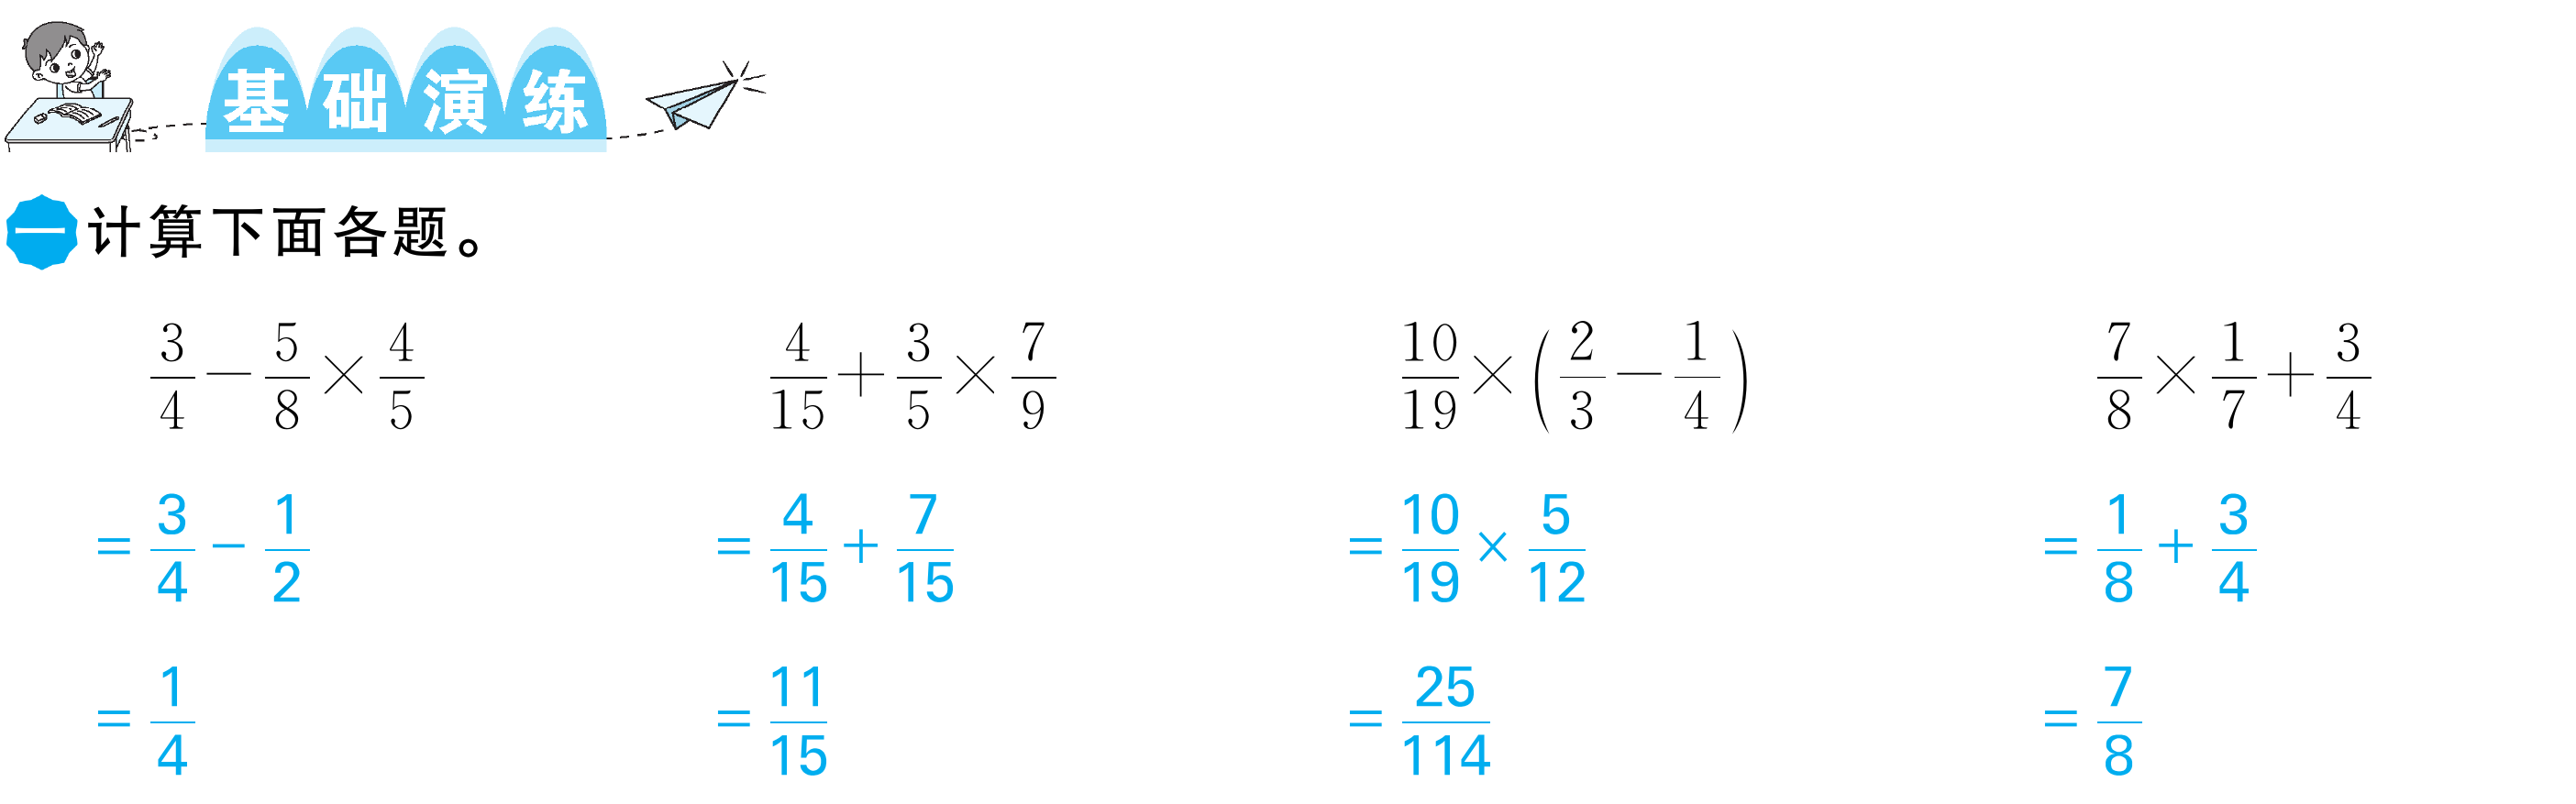 基础演练
一 计算下面各题。
3/4 − 5/8 × 4/5    4/15 + 3/5 × 7/9    10/19 × (2/3 − 1/4)    7/8 × 1/7 + 3/4
= 3/4 − 1/2    = 4/15 + 7/15    = 10/19 × 5/12    = 1/8 + 3/4
= 1/4    = 11/15    = 25/114    = 7/8